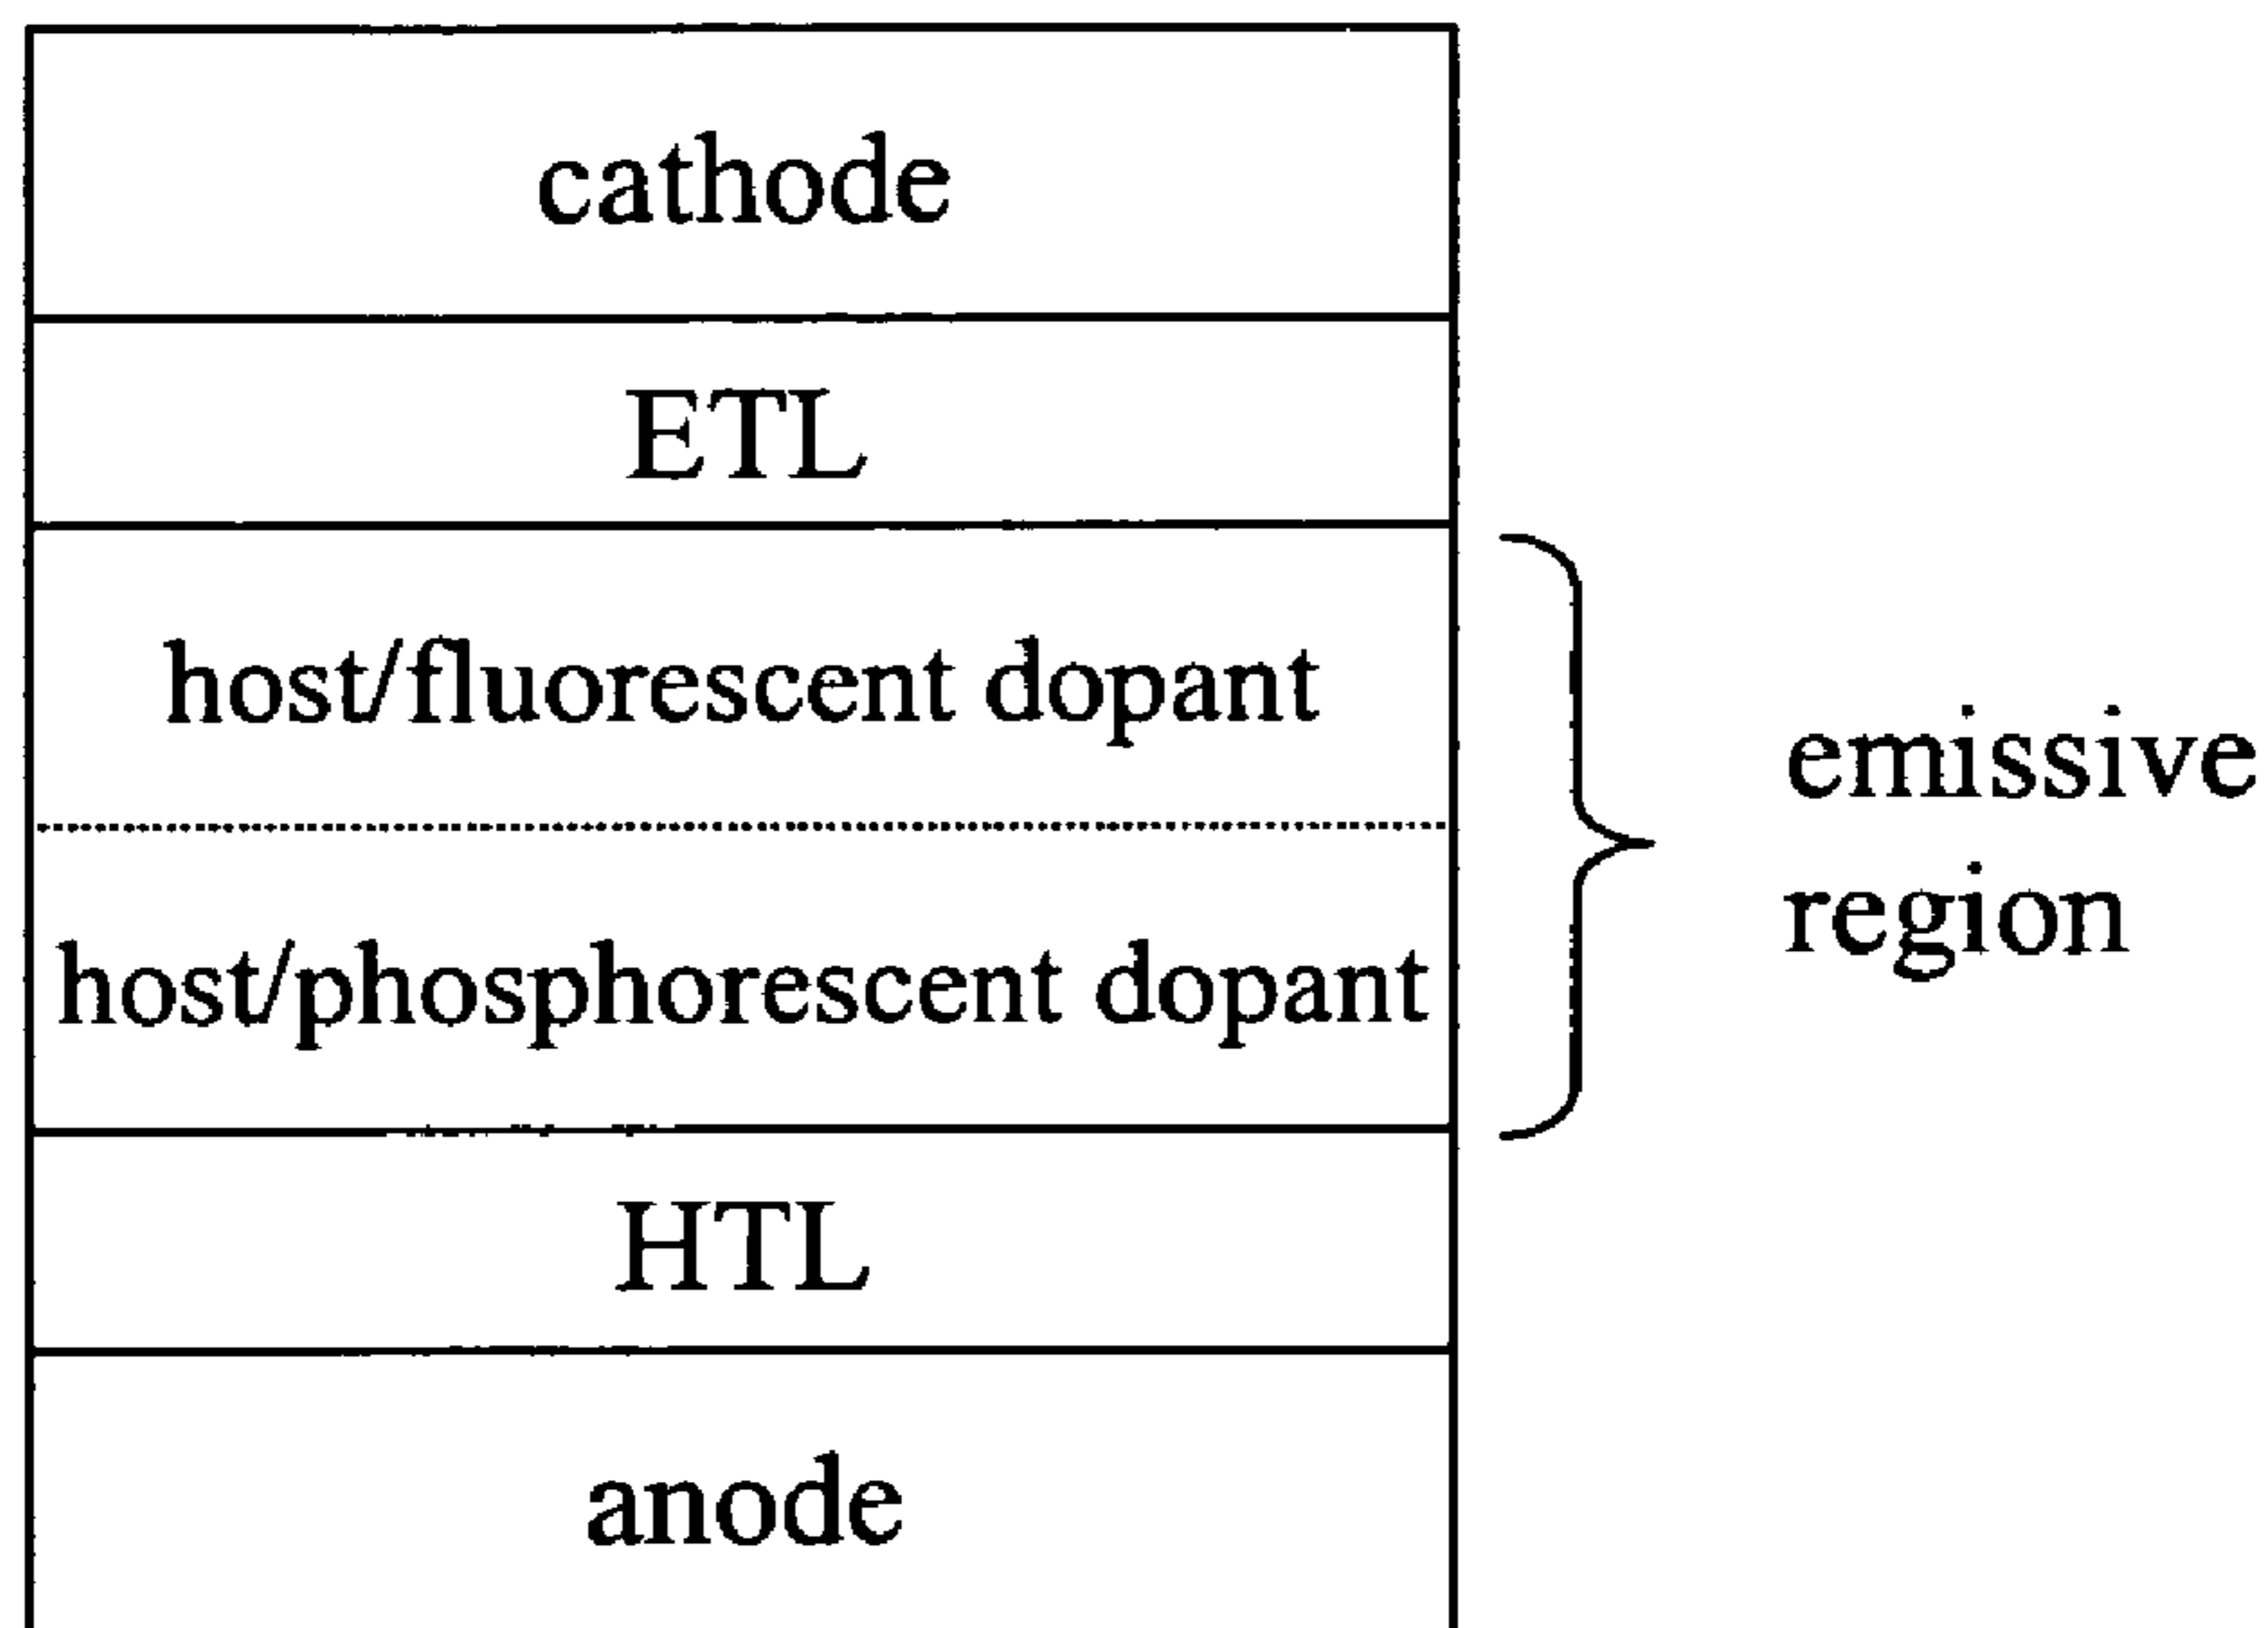 cathode
ETL
host/fluorescent dopant
host/phosphorescent dopant
emissive
region
HTL
anode